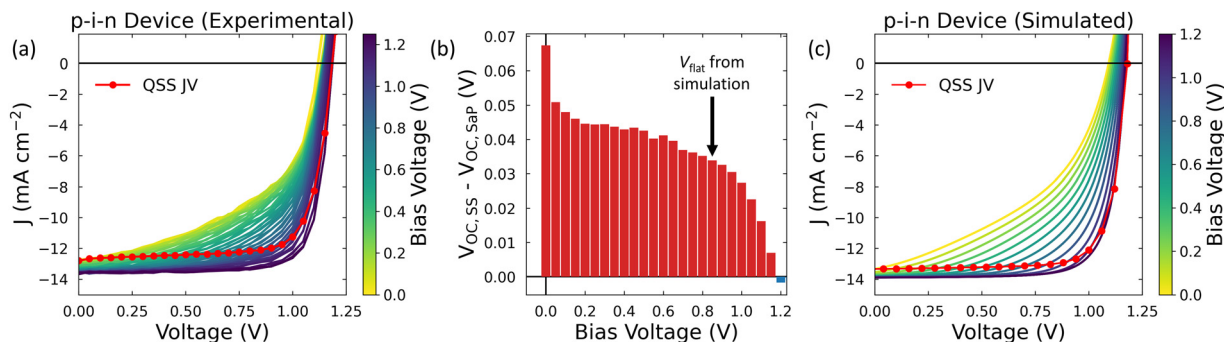 p-i-n Device (Experimental)
(a)
QSS JV
J (mA cm⁻²)
0
−2
−4
−6
−8
−10
−12
−14
0.00 0.25 0.50 0.75 1.00 1.25
Voltage (V)
1.2
1.0
0.8
0.6
0.4
0.2
0.0
Bias Voltage (V)
(b)
V_OC, SS - V_OC, SaP (V)
0.07
0.06
0.05
0.04
0.03
0.02
0.01
0.00
V_flat from
simulation
0.0 0.2 0.4 0.6 0.8 1.0 1.2
Bias Voltage (V)
p-i-n Device (Simulated)
(c)
QSS JV
J (mA cm⁻²)
0
−2
−4
−6
−8
−10
−12
−14
0.00 0.25 0.50 0.75 1.00 1.25
Voltage (V)
1.2
1.0
0.8
0.6
0.4
0.2
0.0
Bias Voltage (V)